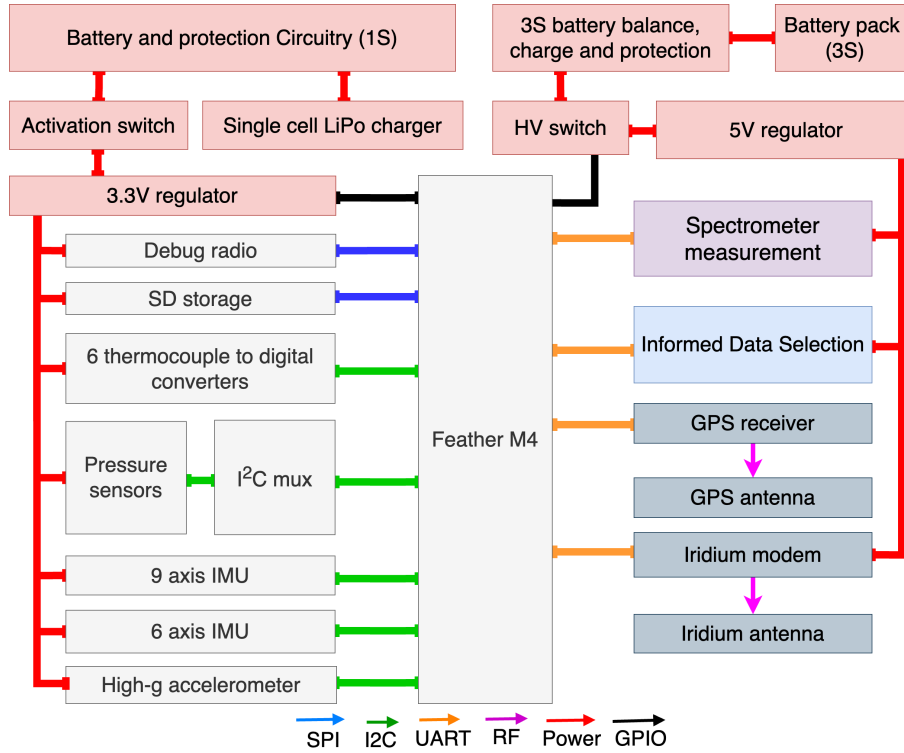 Battery and protection Circuitry (1S)
3S battery balance,
charge and protection
Battery pack
(3S)
Activation switch
Single cell LiPo charger
HV switch
5V regulator
3.3V regulator
Debug radio
SD storage
6 thermocouple to digital
converters
Pressure
sensors
I²C mux
9 axis IMU
6 axis IMU
High-g accelerometer
Feather M4
Spectrometer
measurement
Informed Data Selection
GPS receiver
GPS antenna
Iridium modem
Iridium antenna
SPI I2C UART RF Power GPIO